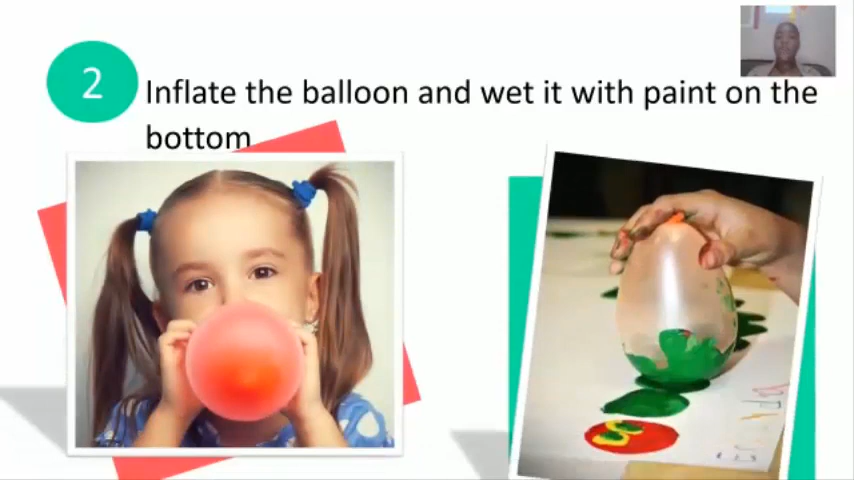 2
Inflate the balloon and wet it with paint on the
bottom